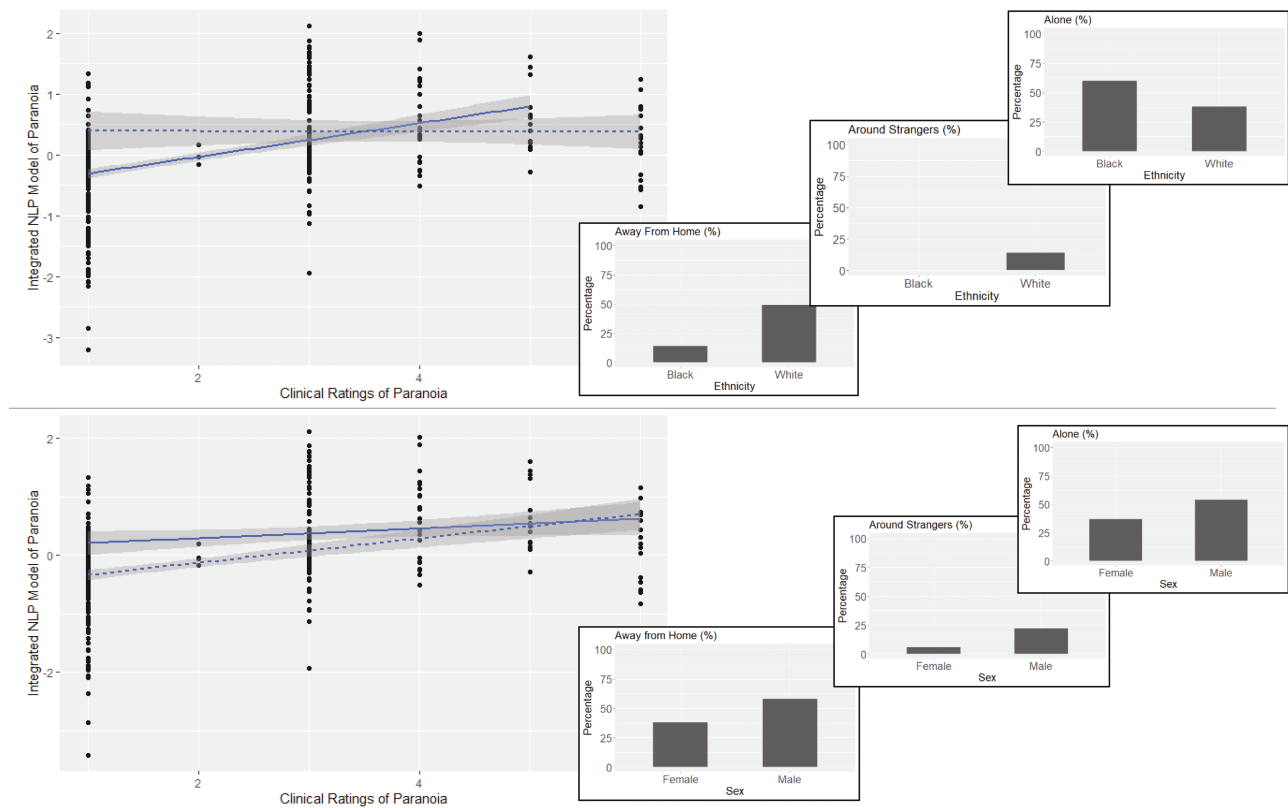 2
1
0
-1
-2
-3
Integrated NLP Model of Paranoia
2
4
Clinical Ratings of Paranoia
Away From Home (%)
100
75
50
25
0
Percentage
Black
White
Ethnicity
Around Strangers (%)
100
75
50
25
0
Percentage
Black
White
Ethnicity
Alone (%)
100
75
50
25
0
Percentage
Black
White
Ethnicity
2
0
-2
Integrated NLP Model of Paranoia
2
4
Clinical Ratings of Paranoia
Away from Home (%)
100
75
50
25
0
Percentage
Female
Male
Sex
Around Strangers (%)
100
75
50
25
0
Percentage
Female
Male
Sex
Alone (%)
100
75
50
25
0
Percentage
Female
Male
Sex